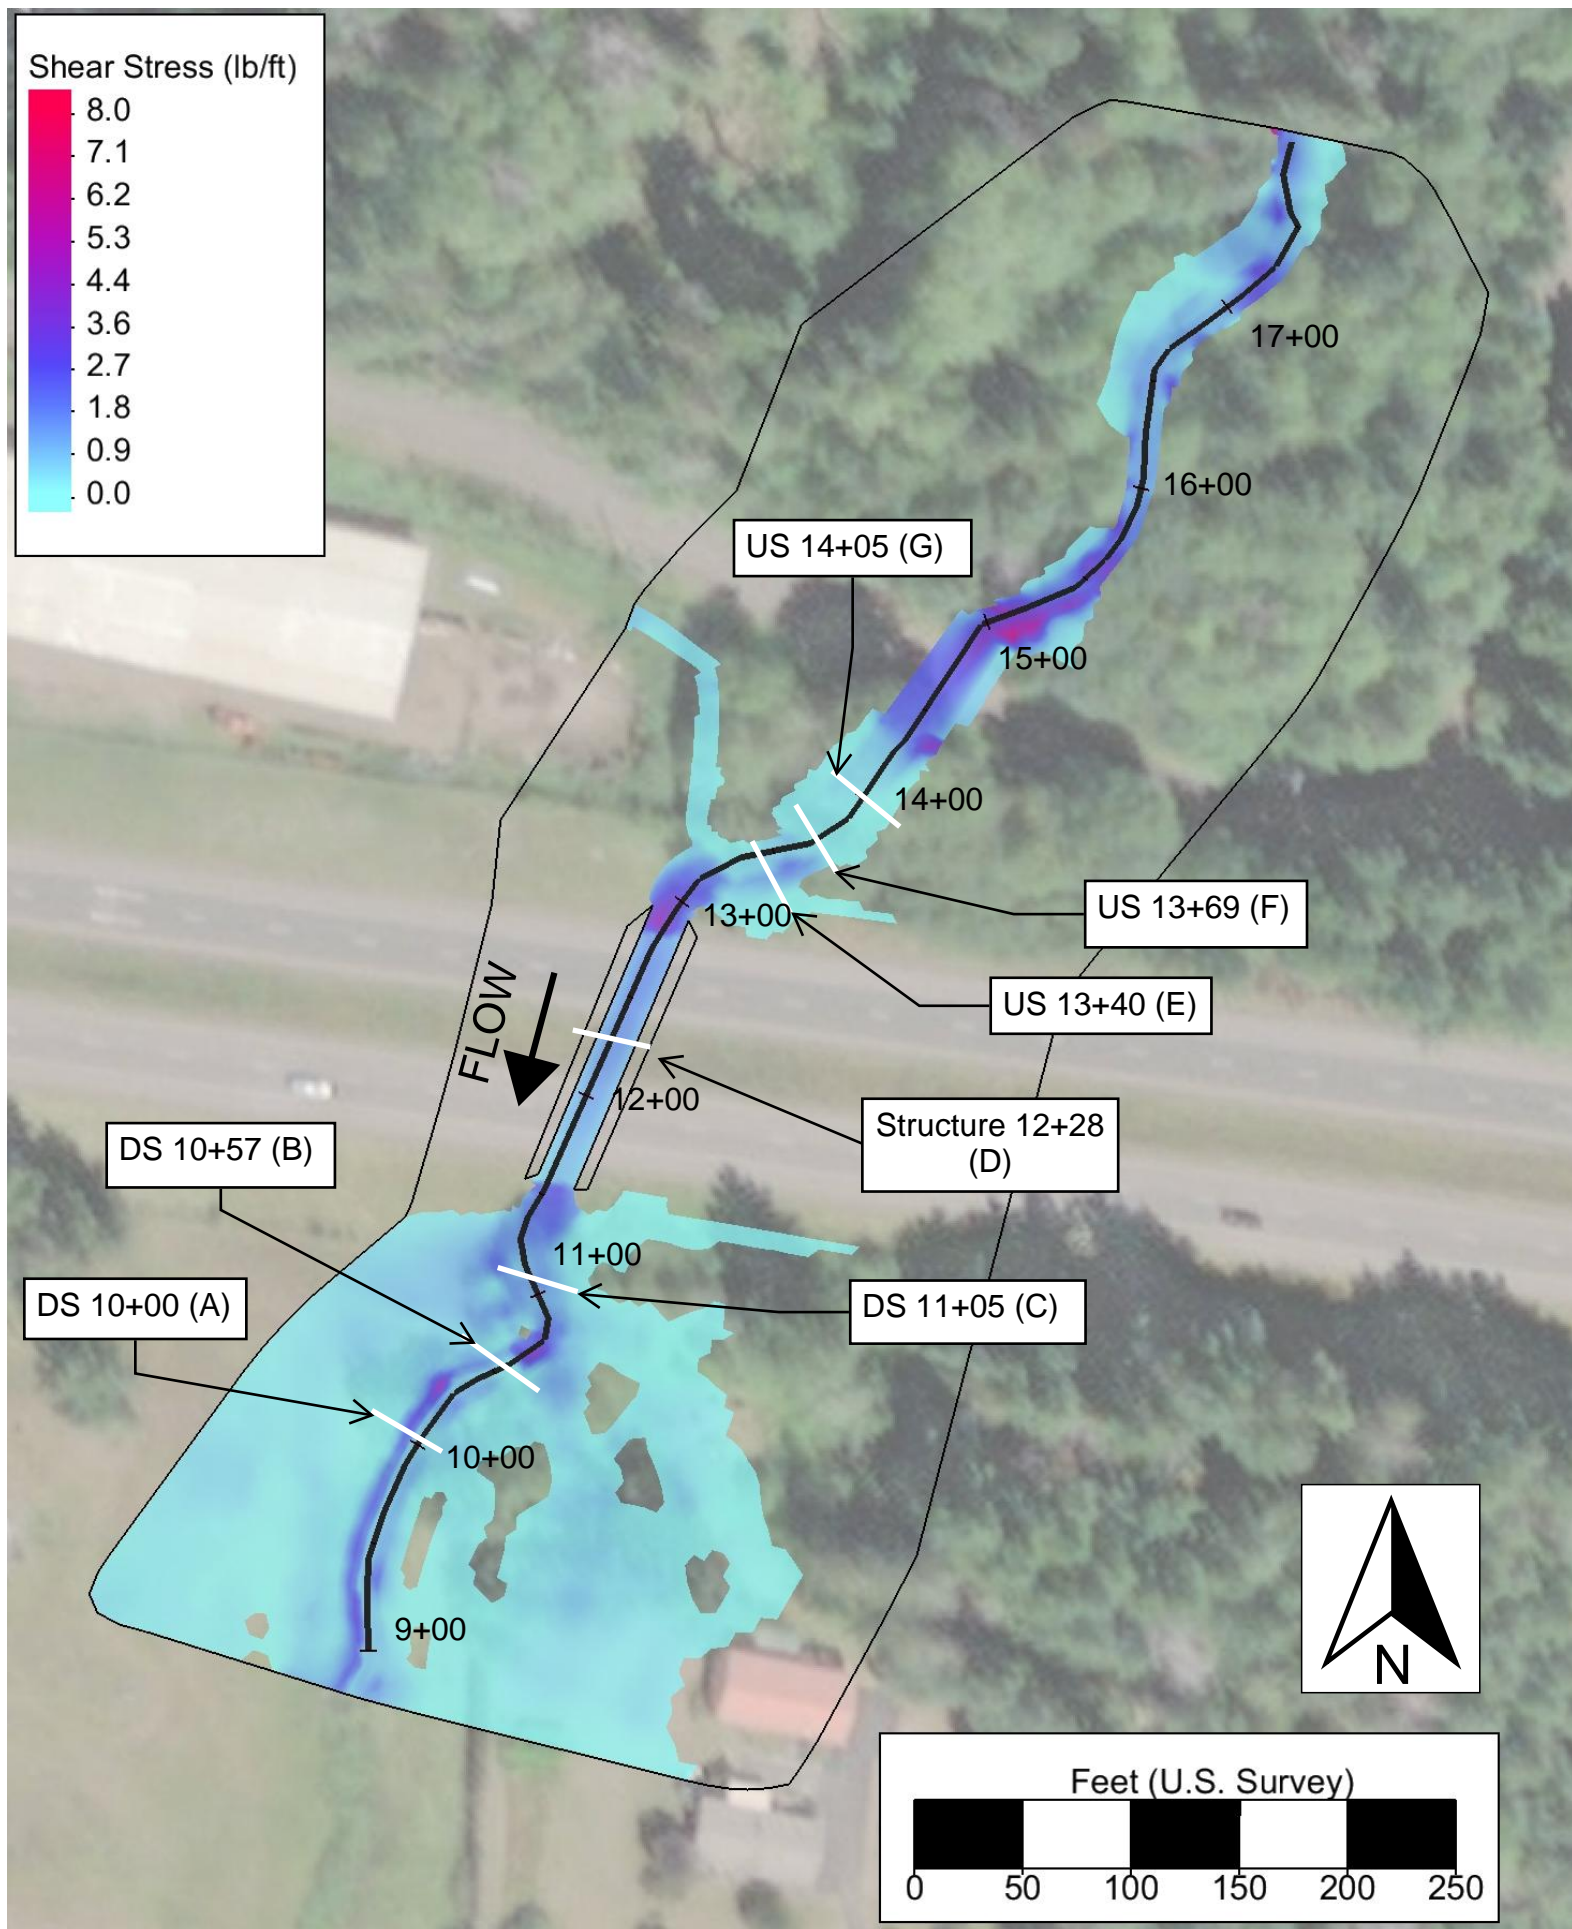 Shear Stress (lb/ft)
8.0
7.1
6.2
5.3
4.4
3.6
2.7
1.8
0.9
0.0
17+00
16+00
US 14+05 (G)
15+00
14+00
US 13+69 (F)
13+00
US 13+40 (E)
FLOW
12+00
Structure 12+28
(D)
DS 10+57 (B)
11+00
DS 10+00 (A)
DS 11+05 (C)
10+00
9+00
N
Feet (U.S. Survey)
0 50 100 150 200 250